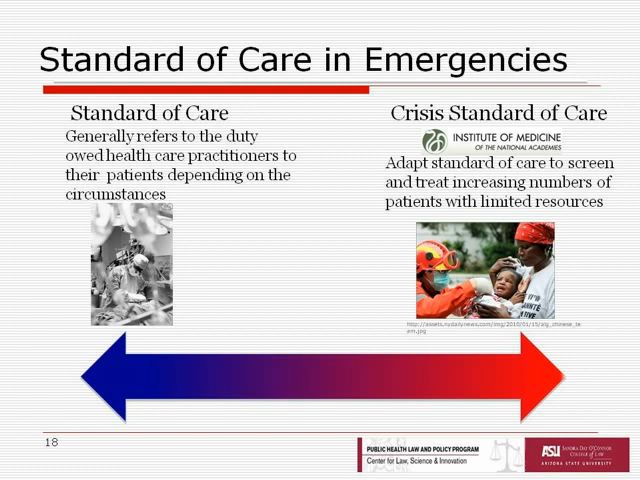 Standard of Care in Emergencies
Standard of Care
Generally refers to the duty
owed health care practitioners to
their patients depending on the
circumstances
Crisis Standard of Care
INSTITUTE OF MEDICINE
OF THE NATIONAL ACADEMIES
Adapt standard of care to screen
and treat increasing numbers of
patients with limited resources
http://assets.nydailynews.com/img/2010/01/15/alg_chinese_te
am.jpg
18
PUBLIC HEALTH LAW AND POLICY PROGRAM
Center for Law, Science & Innovation
ASU
SANDRA DAY O'CONNOR
COLLEGE OF LAW
ARIZONA STATE UNIVERSITY